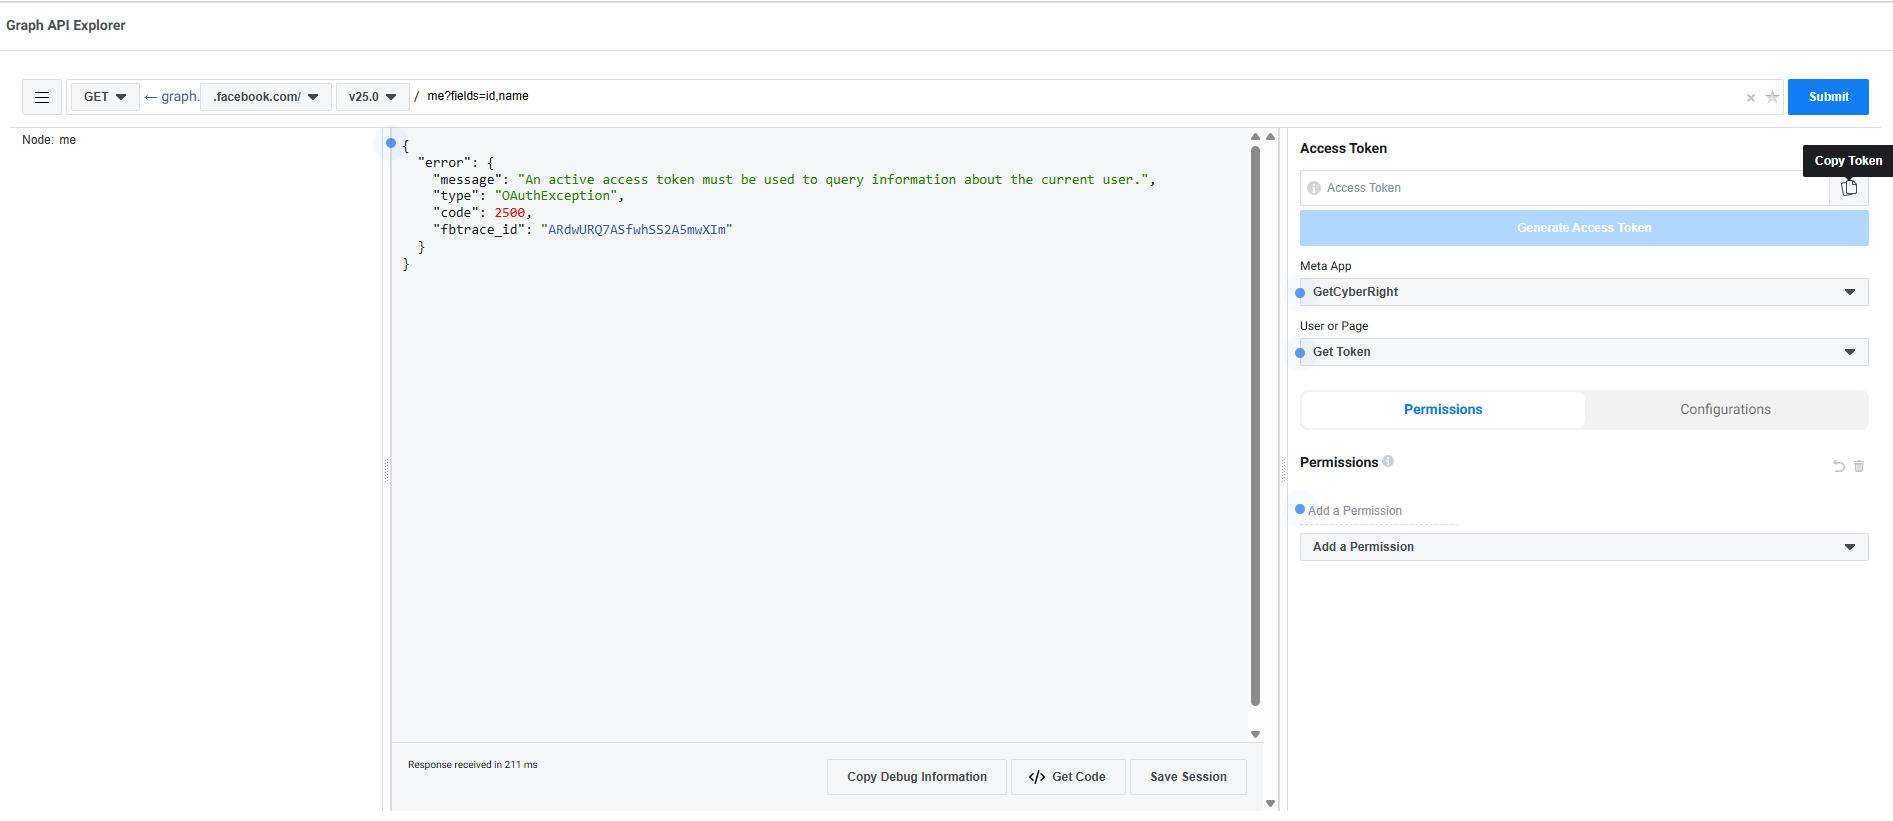 Graph API Explorer
GET ← graph. .facebook.com/ v25.0 / me?fields=id,name × Submit
Node: me
{
"error": {
"message": "An active access token must be used to query information about the current user.",
"type": "OAuthException",
"code": 2500,
"fbtrace_id": "ARdwURQ7ASfwhSS2A5mwXIm"
}
}
Response received in 211 ms
Copy Debug Information
</> Get Code
Save Session
Access Token
Copy Token
Access Token
Generate Access Token
Meta App
GetCyberRight
User or Page
Get Token
Permissions Configurations
Permissions
Add a Permission
Add a Permission